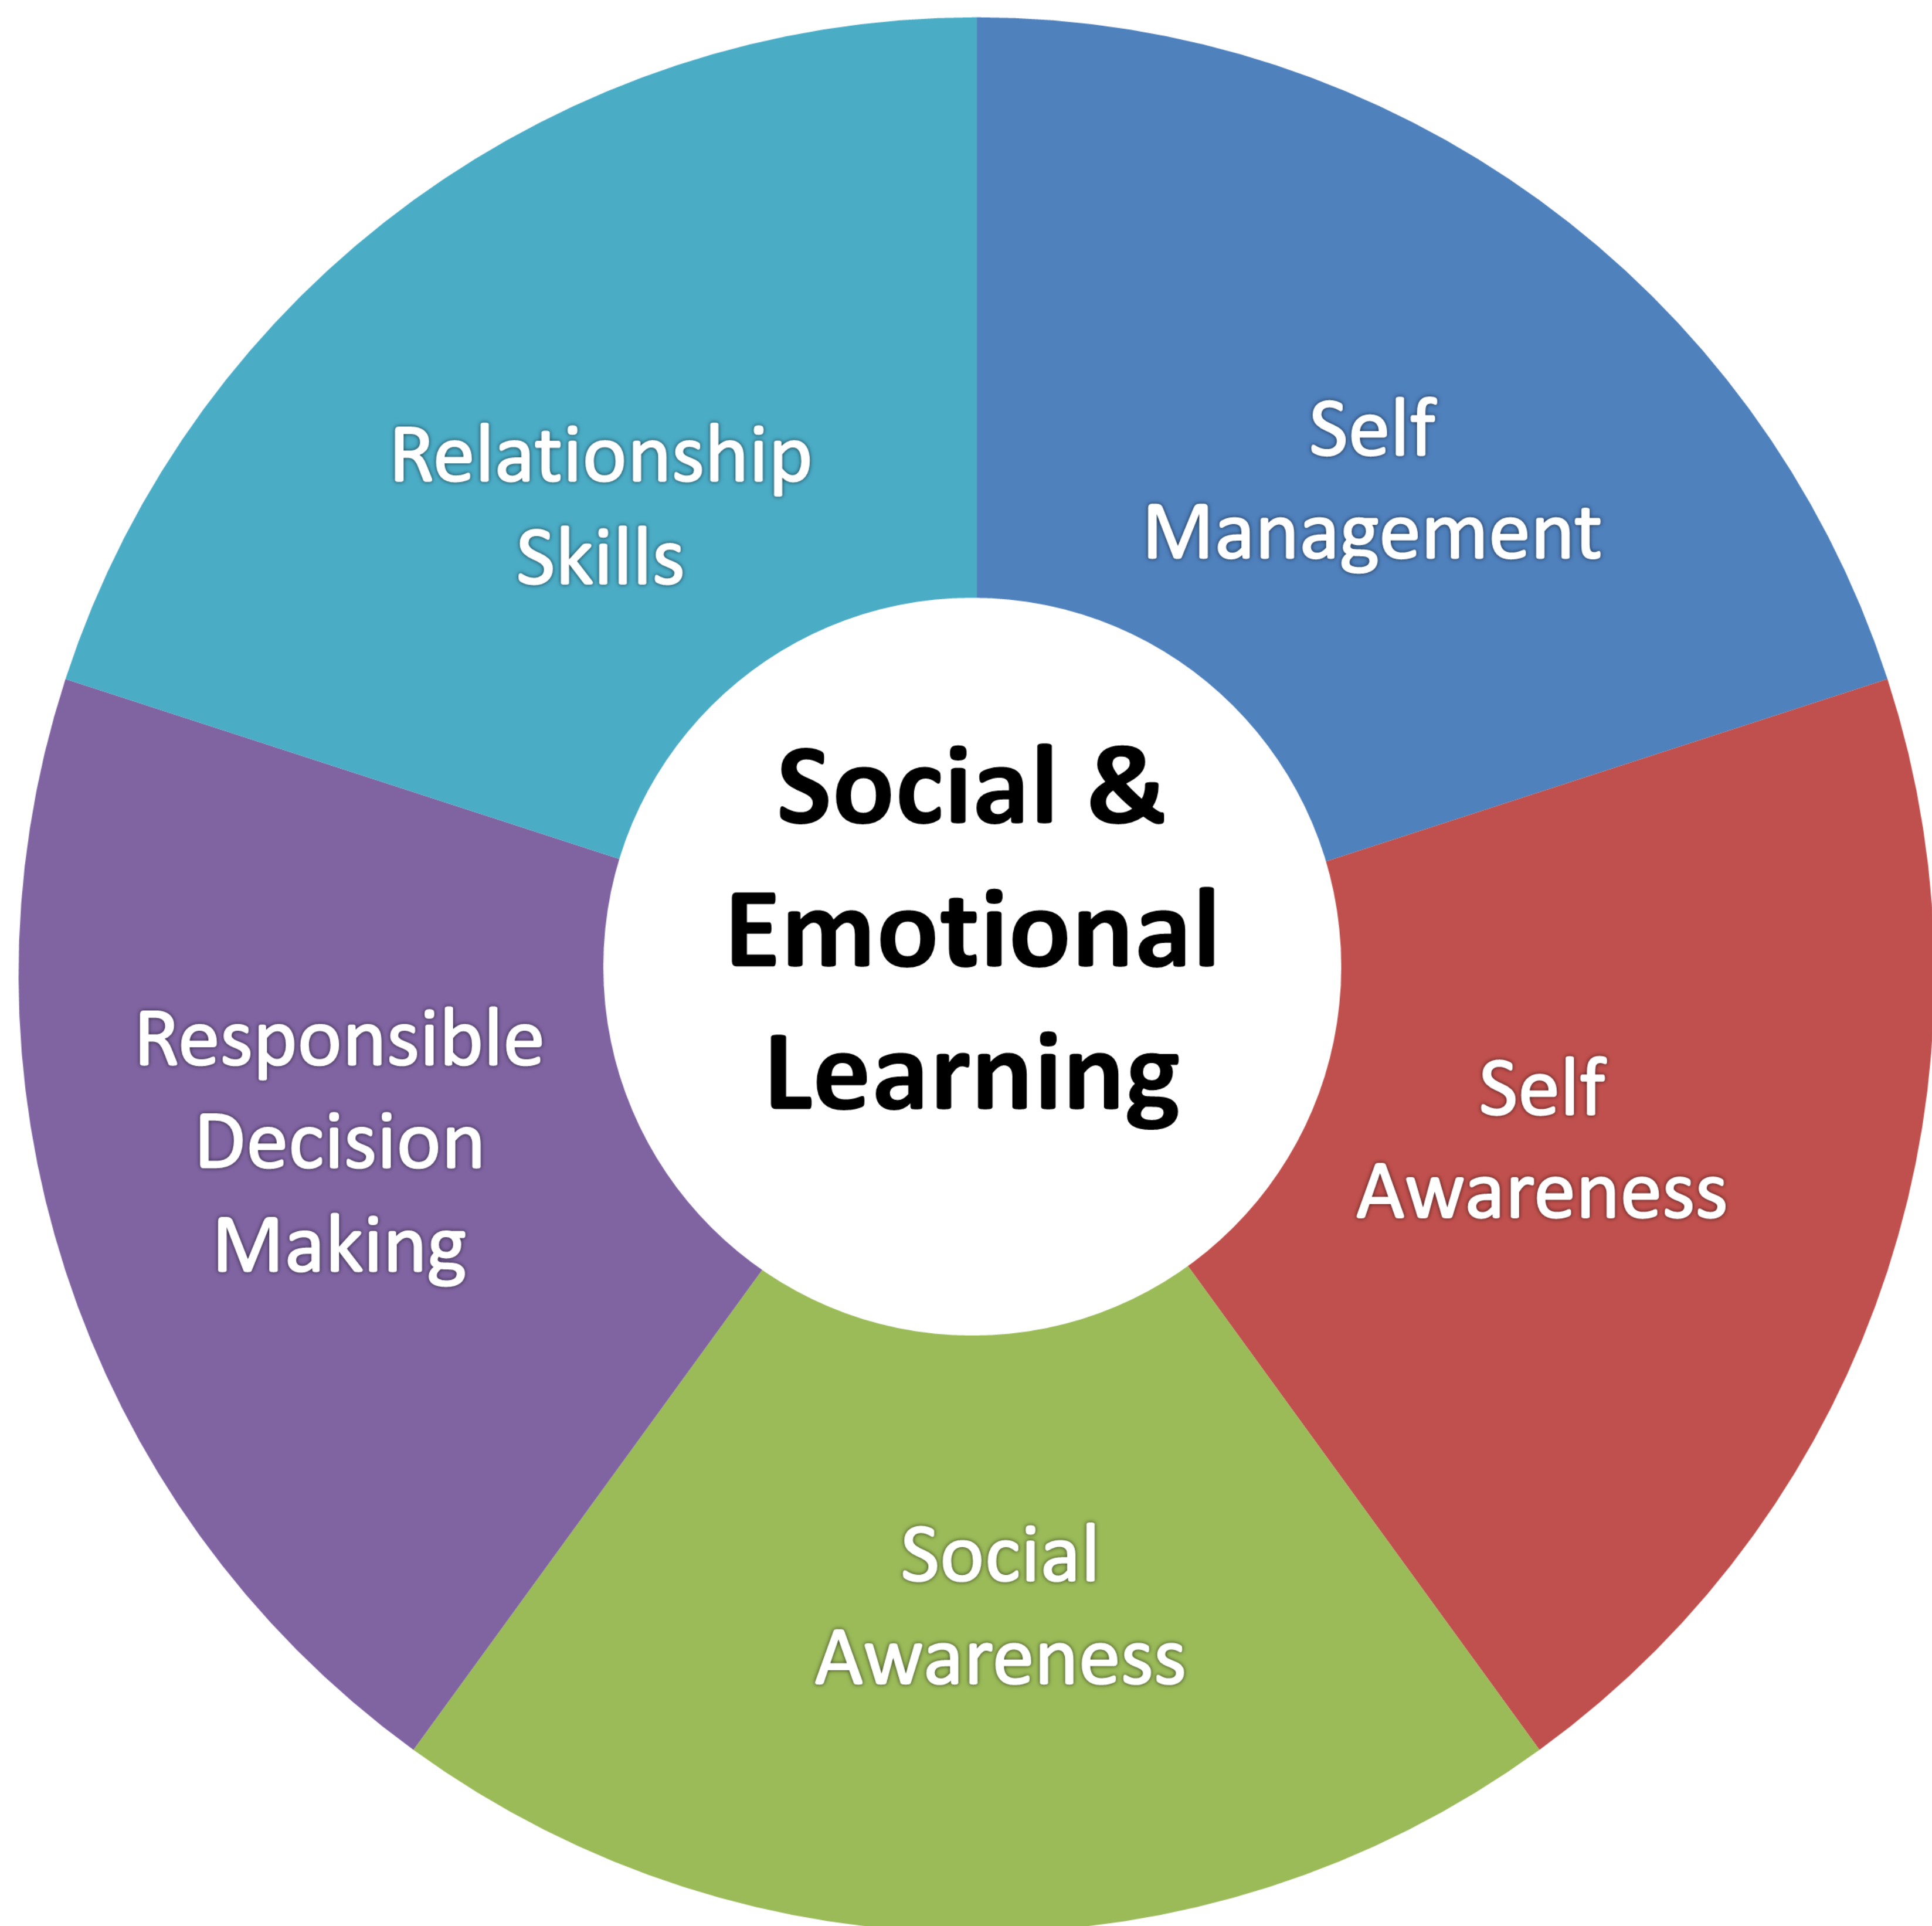 Relationship
Skills
Self
Management
Social &
Emotional
Learning
Responsible
Decision
Making
Self
Awareness
Social
Awareness